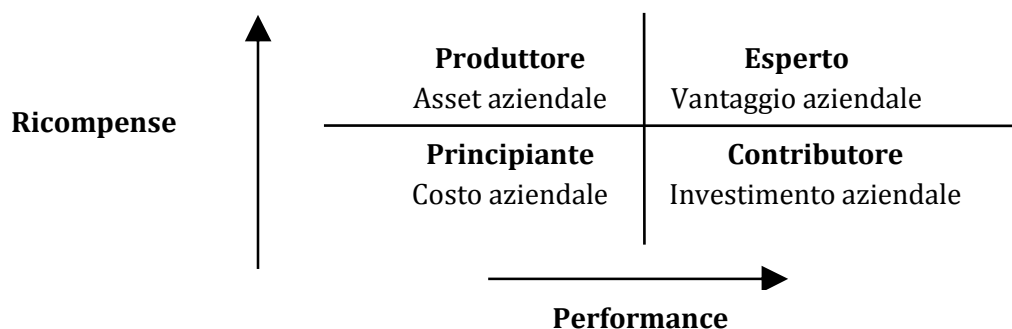 Ricompense
Produttore
Asset aziendale
Esperto
Vantaggio aziendale
Principiante
Costo aziendale
Contributore
Investimento aziendale
Performance